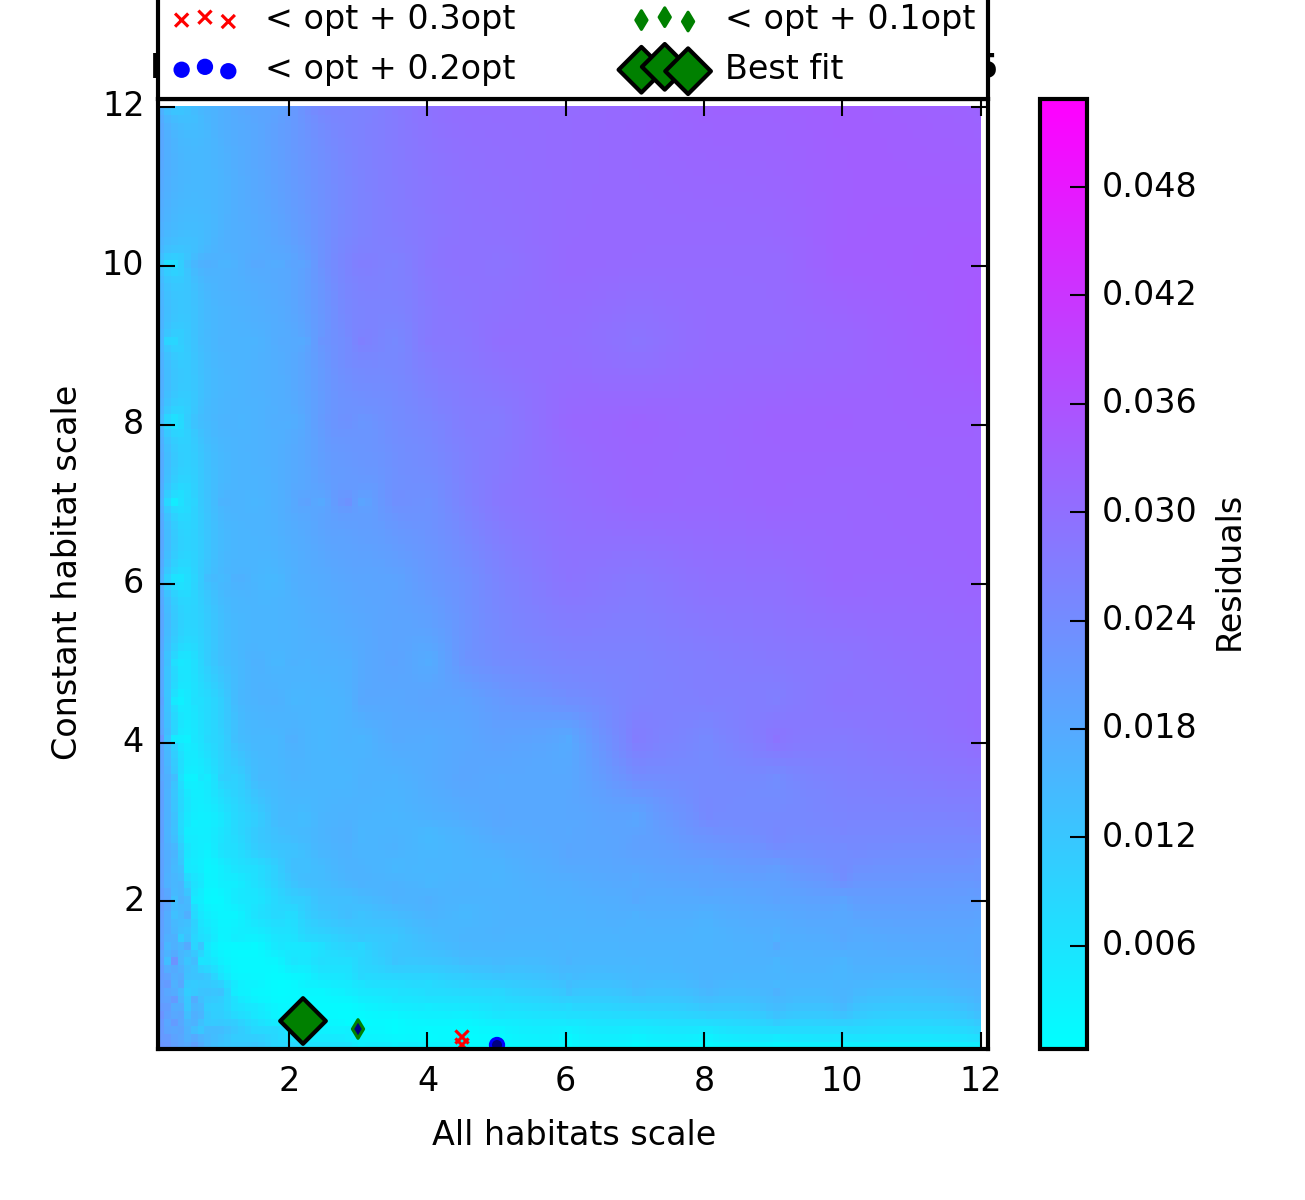 < opt + 0.3opt
< opt + 0.1opt
< opt + 0.2opt
Best fit
12
10
8
6
4
2
Constant habitat scale
2 4 6 8 10 12
All habitats scale
0.048
0.042
0.036
0.030
0.024
0.018
0.012
0.006
Residuals